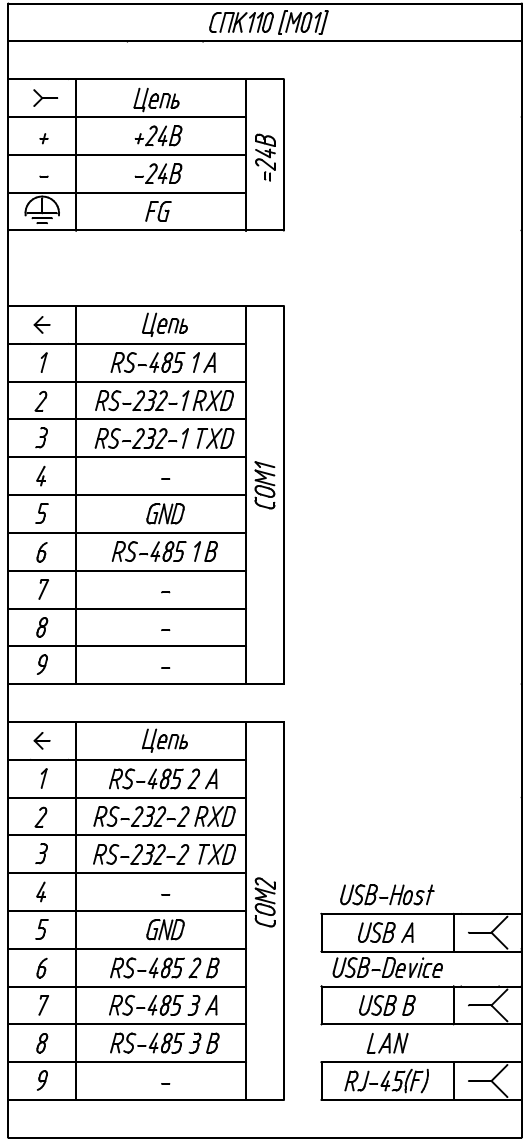 СПК110 [М01]
Цепь
+ +24В
- -24В
FG
=24В
Цепь
1 RS-485 1 A
2 RS-232-1 RXD
3 RS-232-1 TXD
4 -
5 GND
6 RS-485 1 B
7 -
8 -
9 -
COM1
Цепь
1 RS-485 2 A
2 RS-232-2 RXD
3 RS-232-2 TXD
4 -
5 GND
6 RS-485 2 B
7 RS-485 3 A
8 RS-485 3 B
9 -
COM2
USB-Host
USB A
USB-Device
USB B
LAN
RJ-45(F)